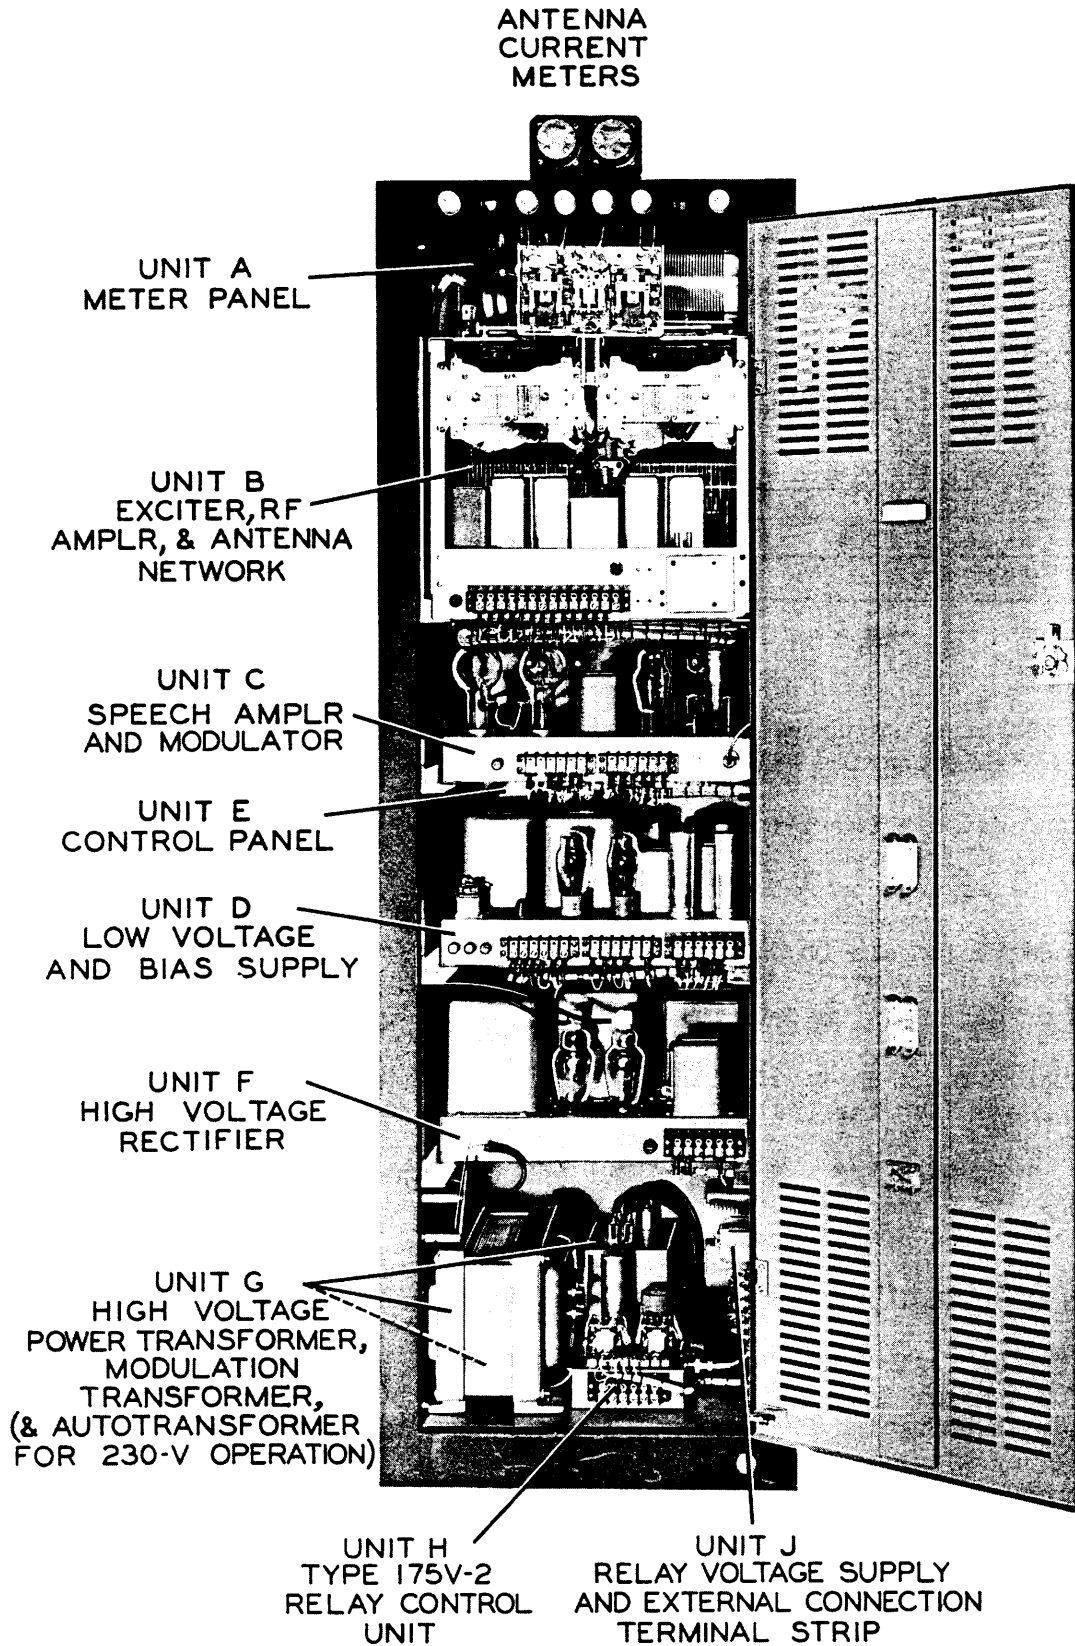 ANTENNA
CURRENT
METERS
UNIT A
METER PANEL
UNIT B
EXCITER, RF
AMPLR, & ANTENNA
NETWORK
UNIT C
SPEECH AMPLR
AND MODULATOR
UNIT E
CONTROL PANEL
UNIT D
LOW VOLTAGE
AND BIAS SUPPLY
UNIT F
HIGH VOLTAGE
RECTIFIER
UNIT G
HIGH VOLTAGE
POWER TRANSFORMER,
MODULATION
TRANSFORMER,
(& AUTOTRANSFORMER
FOR 230-V OPERATION)
UNIT H
TYPE 175V-2
RELAY CONTROL
UNIT
UNIT J
RELAY VOLTAGE SUPPLY
AND EXTERNAL CONNECTION
TERMINAL STRIP